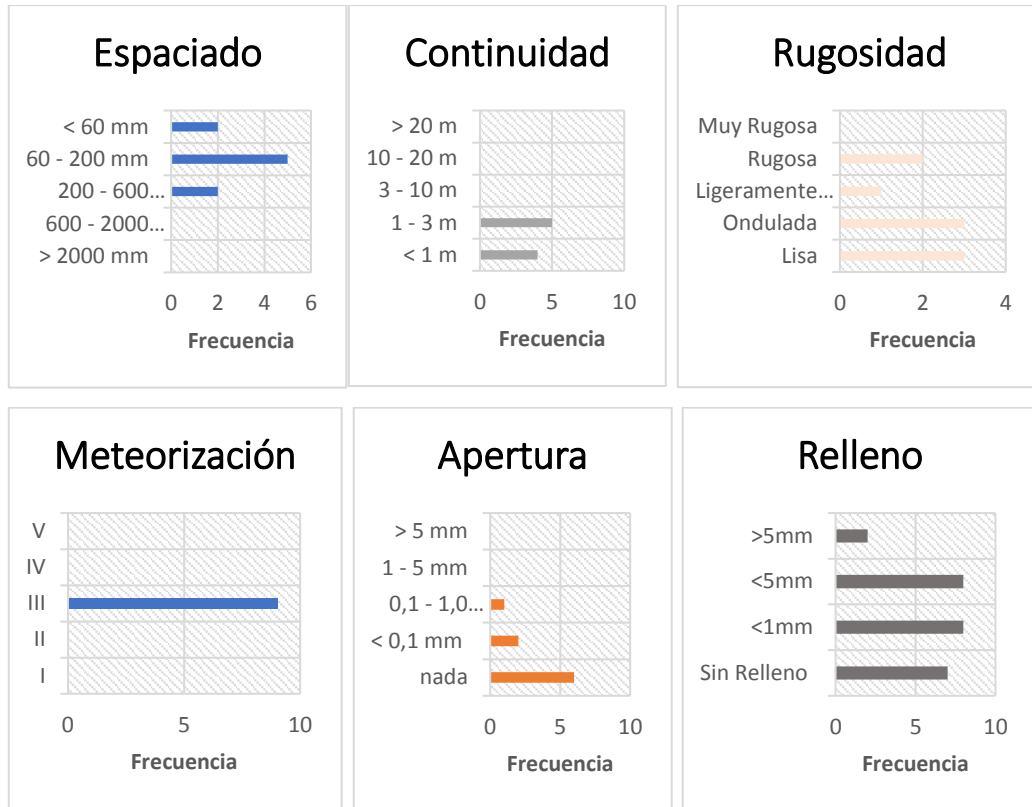 Espaciado
< 60 mm
60 - 200 mm
200 - 600...
600 - 2000...
> 2000 mm
0 2 4 6
Frecuencia
Continuidad
> 20 m
10 - 20 m
3 - 10 m
1 - 3 m
< 1 m
0 5 10
Frecuencia
Rugosidad
Muy Rugosa
Rugosa
Ligeramente...
Ondulada
Lisa
0 2 4
Frecuencia
Meteorización
V
IV
III
II
I
0 5 10
Frecuencia
Apertura
> 5 mm
1 - 5 mm
0,1 - 1,0...
< 0,1 mm
nada
0 5 10
Frecuencia
Relleno
>5mm
<5mm
<1mm
Sin Relleno
0 5 10
Frecuencia